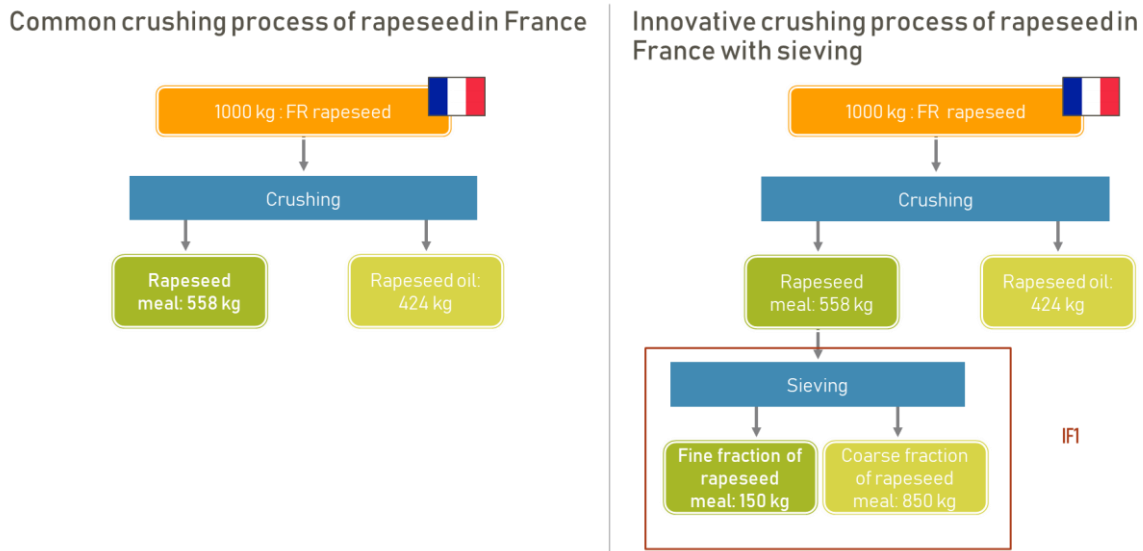 Common crushing process of rapeseed in France
1000 kg : FR rapeseed
Crushing
Rapeseed
meal: 558 kg
Rapeseed oil:
424 kg
Innovative crushing process of rapeseed in
France with sieving
1000 kg : FR rapeseed
Crushing
Rapeseed
meal: 558 kg
Rapeseed oil:
424 kg
Sieving
IF1
Fine fraction of
rapeseed
meal: 150 kg
Coarse fraction
of rapeseed
meal: 850 kg